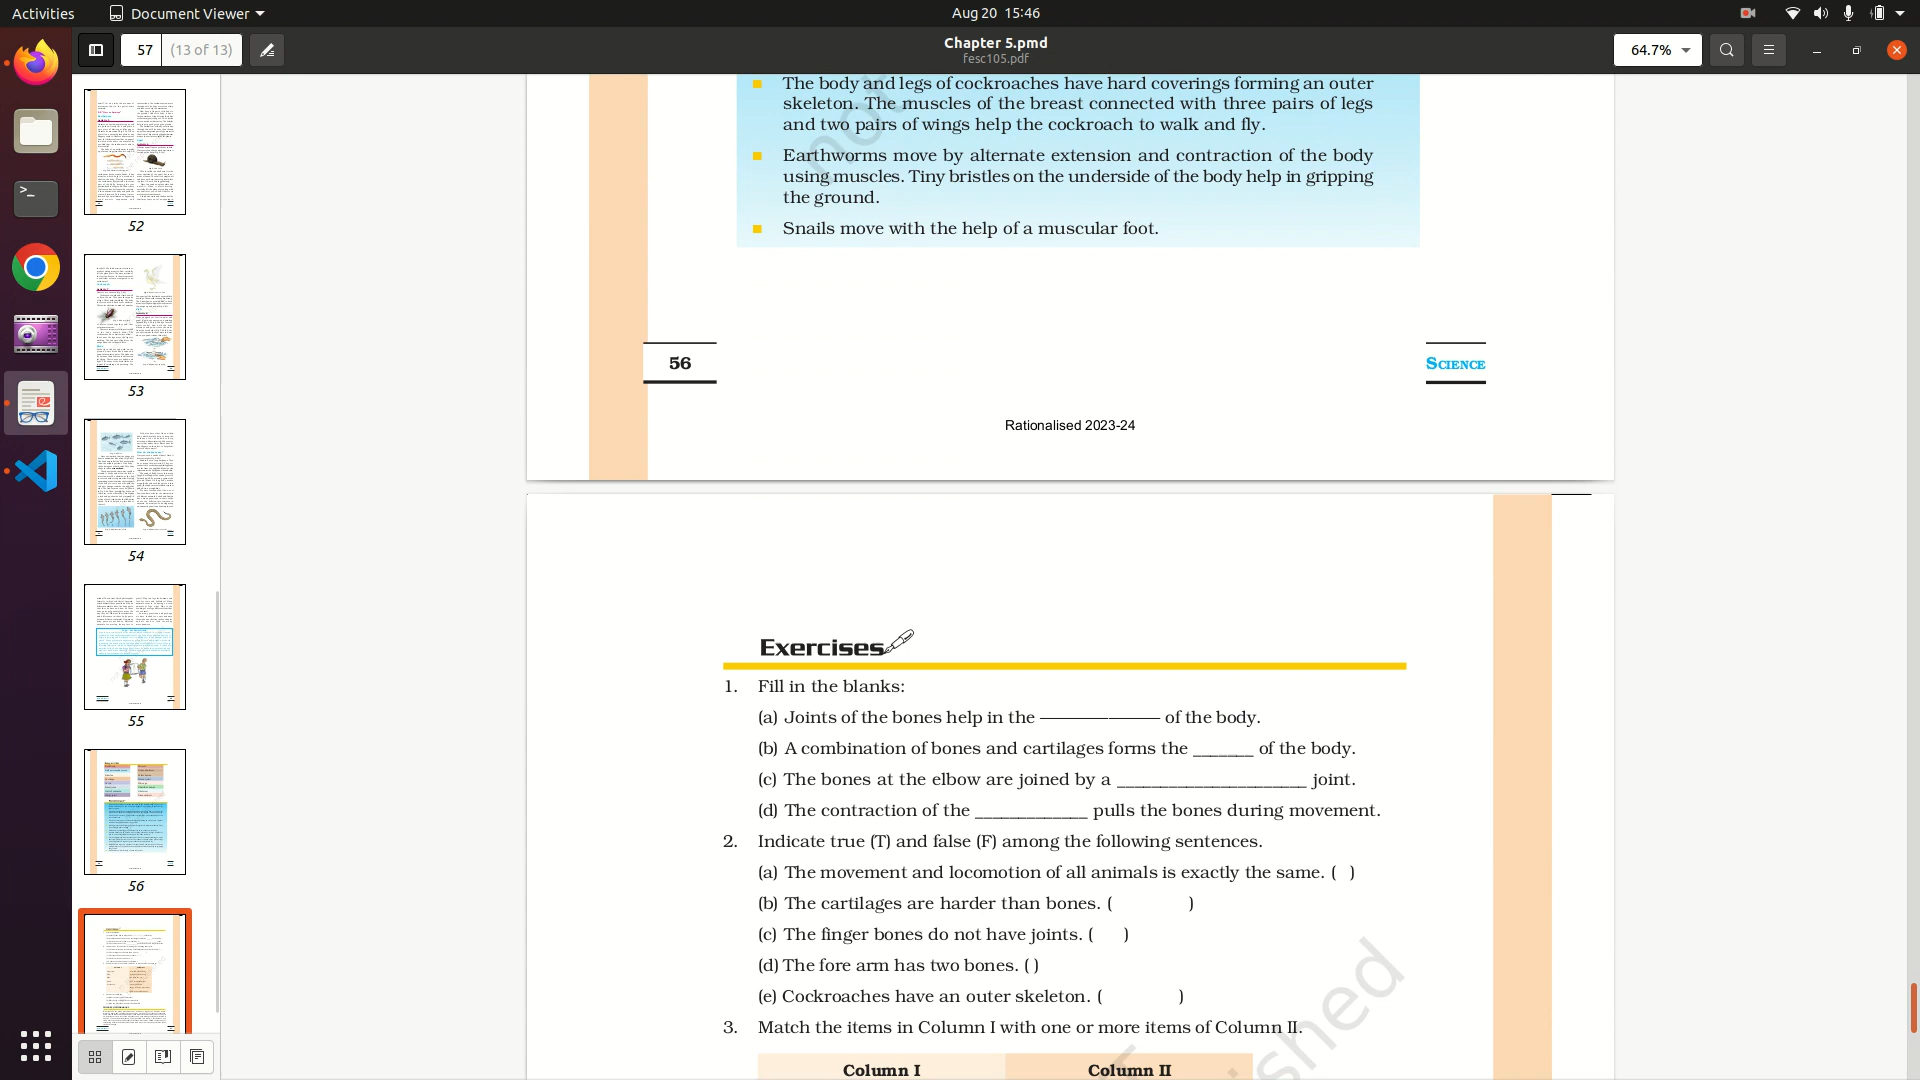 Activities
Document Viewer
Aug 20 15:46
57
(13 of 13)
Chapter 5.pmd
fesc105.pdf
64.7%
52
53
54
55
56
The body and legs of cockroaches have hard coverings forming an outer
skeleton. The muscles of the breast connected with three pairs of legs
and two pairs of wings help the cockroach to walk and fly.
Earthworms move by alternate extension and contraction of the body
using muscles. Tiny bristles on the underside of the body help in gripping
the ground.
Snails move with the help of a muscular foot.
56
SCIENCE
Rationalised 2023-24
Exercises
1. Fill in the blanks:
(a) Joints of the bones help in the ——————— of the body.
(b) A combination of bones and cartilages forms the _______ of the body.
(c) The bones at the elbow are joined by a ______________________ joint.
(d) The contraction of the _____________ pulls the bones during movement.
2. Indicate true (T) and false (F) among the following sentences.
(a) The movement and locomotion of all animals is exactly the same. ( )
(b) The cartilages are harder than bones. ( )
(c) The finger bones do not have joints. ( )
(d) The fore arm has two bones. ( )
(e) Cockroaches have an outer skeleton. ( )
3. Match the items in Column I with one or more items of Column II.
Column I Column II